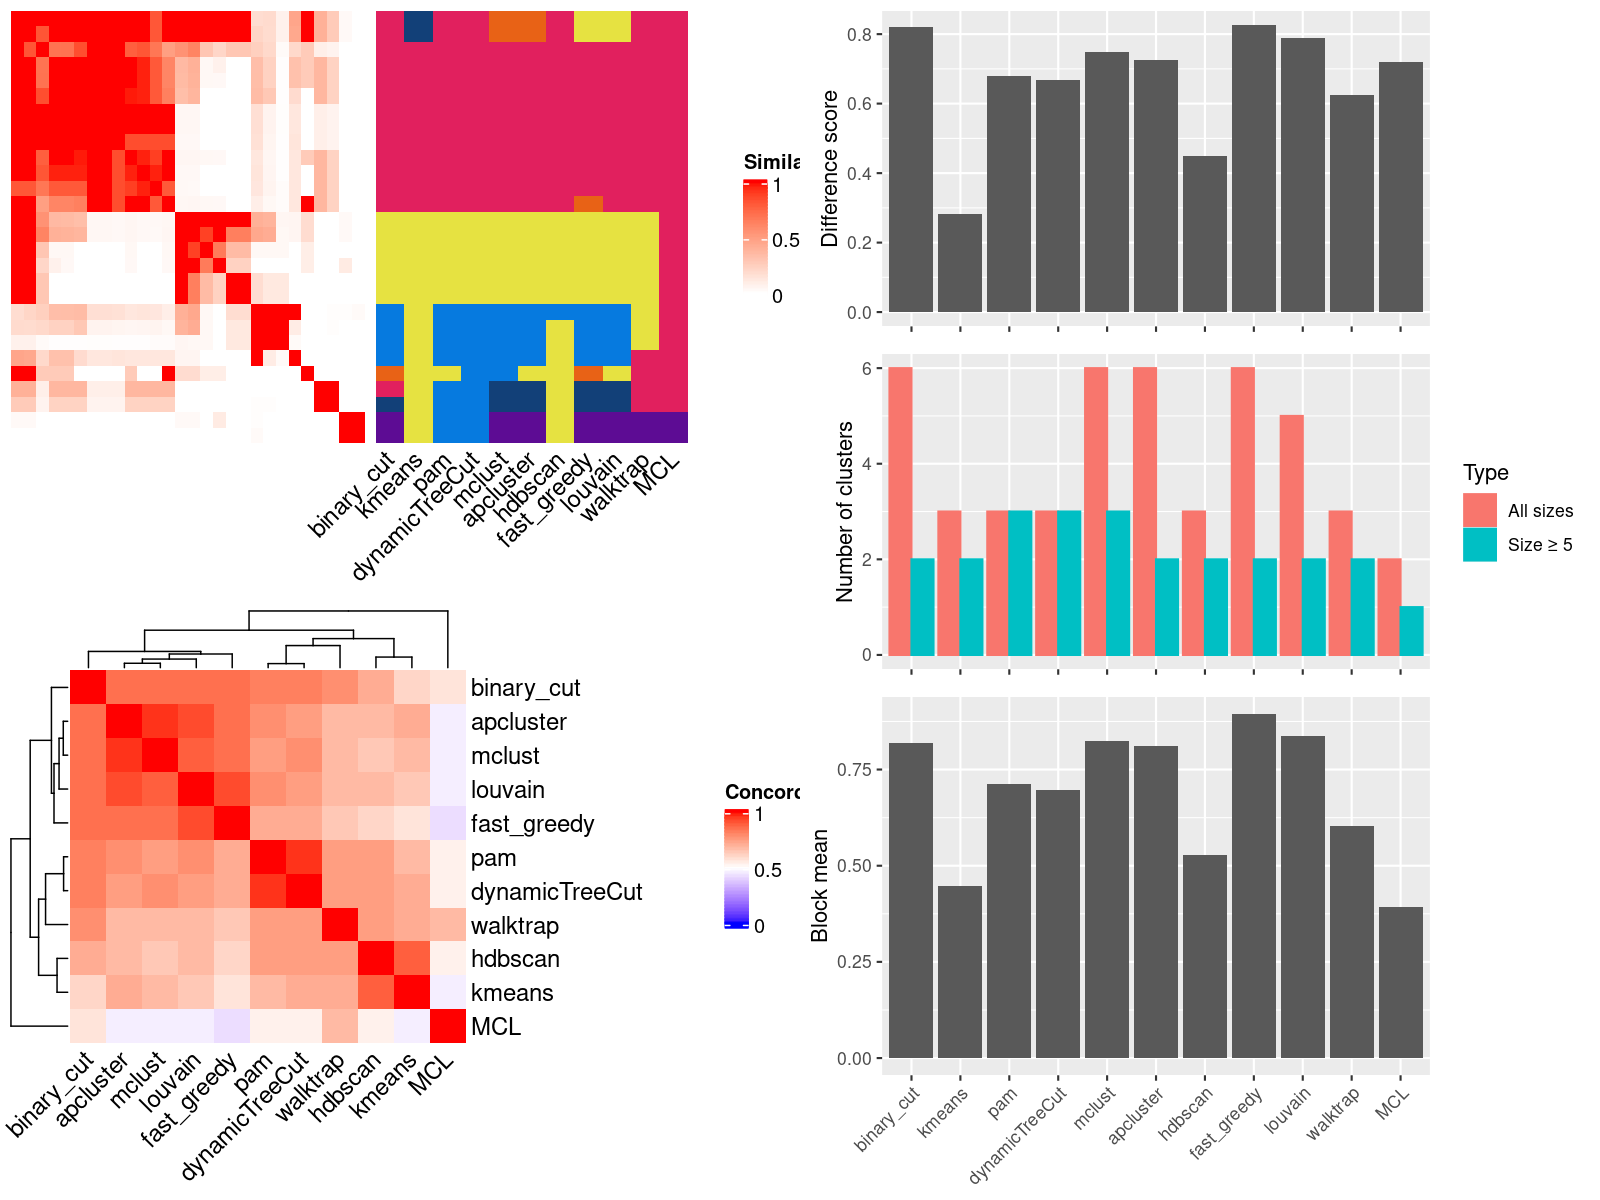 Simila
1
0.5
0
binary_cut
kmeans
pam
dynamicTreeCut
mclust
apcluster
hdbscan
fast_greedy
louvain
walktrap
MCL
binary_cut
apcluster
mclust
louvain
fast_greedy
pam
dynamicTreeCut
walktrap
hdbscan
kmeans
MCL
binary_cut
apcluster
mclust
louvain
fast_greedy
pam
dynamicTreeCut
walktrap
hdbscan
kmeans
MCL
Concord
1
0.5
0
Difference score
0.8
0.6
0.4
0.2
0.0
Number of clusters
6
4
2
0
Type
All sizes
Size ≥ 5
Block mean
0.75
0.50
0.25
0.00
binary_cut
kmeans
pam
dynamicTreeCut
mclust
apcluster
hdbscan
fast_greedy
louvain
walktrap
MCL